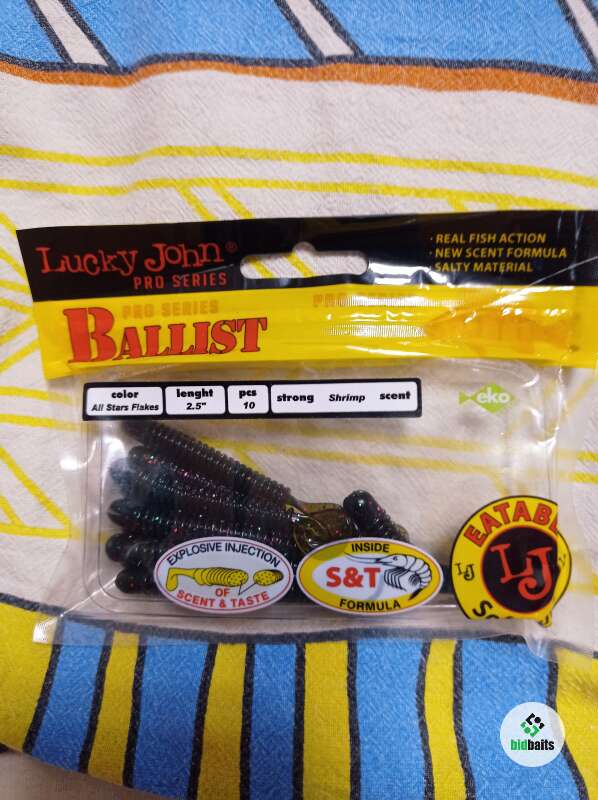 Lucky John®
PRO SERIES
· REAL FISH ACTION
· NEW SCENT FORMULA
SALTY MATERIAL
PRO SERIES
BALLIST
color
All Stars Flakes
lenght
2.5"
pcs
10
strong Shrimp scent
eko
EXPLOSIVE INJECTION
OF
SCENT & TASTE
INSIDE
S&T
FORMULA
EATABL
LJ
LJ
bidbaits